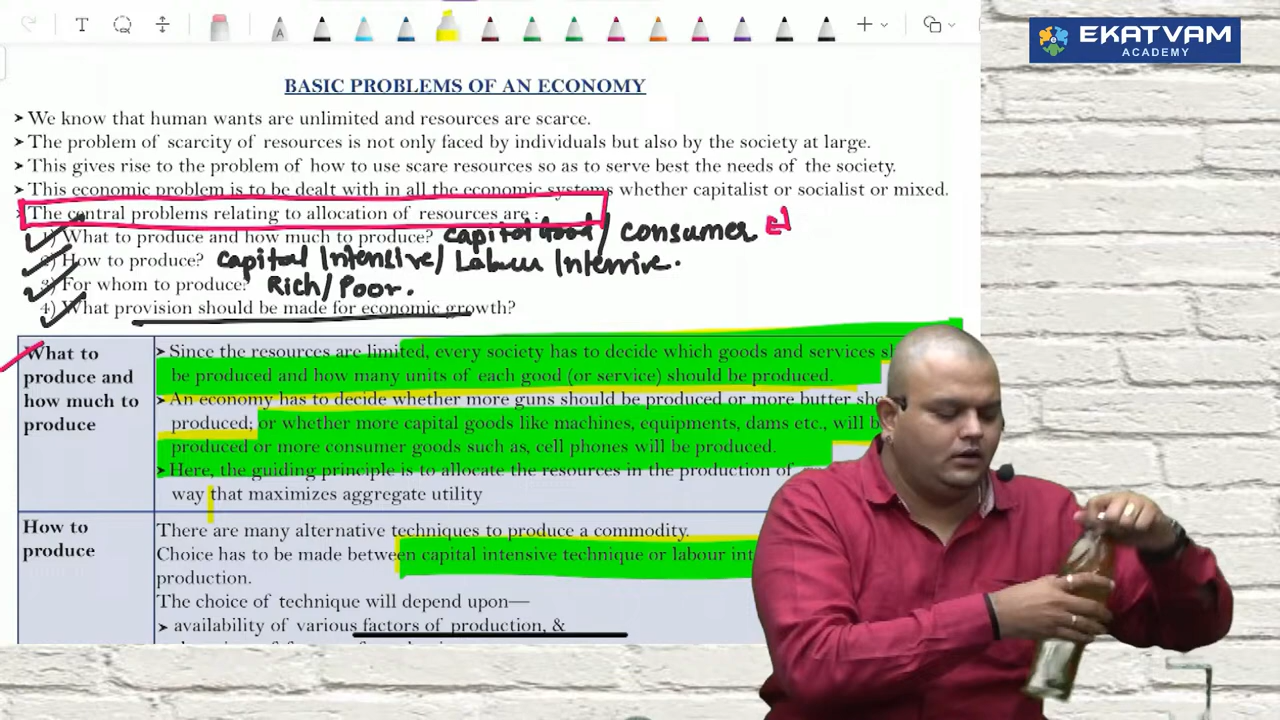 EKATVAM
ACADEMY
BASIC PROBLEMS OF AN ECONOMY
➤ We know that human wants are unlimited and resources are scarce.
➤ The problem of scarcity of resources is not only faced by individuals but also by the society at large.
➤ This gives rise to the problem of how to use scare resources so as to serve best the needs of the society.
➤ This economic problem is to be dealt with in all the economic systems whether capitalist or socialist or mixed.
The central problems relating to allocation of resources are :
1) What to produce and how much to produce? Capital Good / Consumer
2) How to produce? Capital Intensive / Labour Intensive.
3) For whom to produce? Rich/Poor.
4) What provision should be made for economic growth?
What to produce and how much to produce
➤ Since the resources are limited, every society has to decide which goods and services
be produced and how many units of each good (or service) should be produced.
➤ An economy has to decide whether more guns should be produced or more butter
produced; or whether more capital goods like machines, equipments, dams etc., will
produced or more consumer goods such as, cell phones will be produced.
➤ Here, the guiding principle is to allocate the resources in the production of
way that maximizes aggregate utility
How to produce
There are many alternative techniques to produce a commodity.
Choice has to be made between capital intensive technique or labour
production.
The choice of technique will depend upon—
➤ availability of various factors of production, &